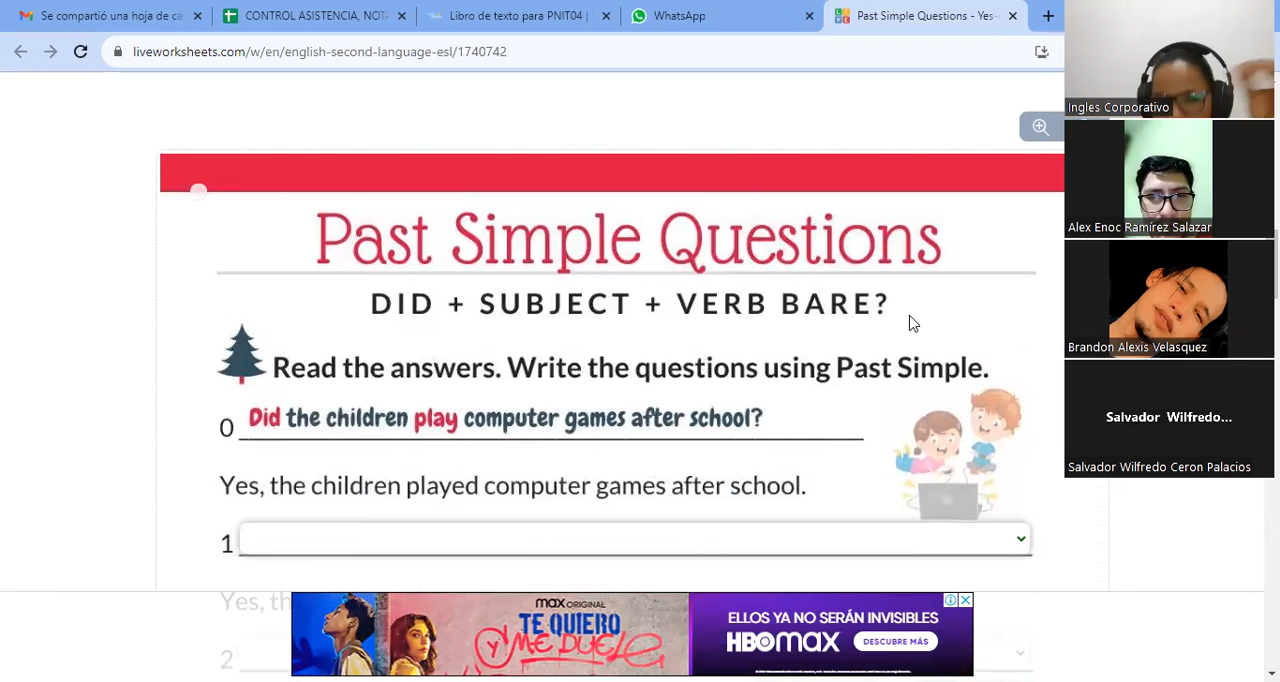 Se compartió una hoja de cá
CONTROL ASISTENCIA, NOTA
Libro de texto para PNIT04 |
WhatsApp
Past Simple Questions - Yes-
liveworksheets.com/w/en/english-second-language-esl/1740742
Past Simple Questions
DID + SUBJECT + VERB BARE?
Read the answers. Write the questions using Past Simple.
0 Did the children play computer games after school?
Yes, the children played computer games after school.
1
Yes, th
2
max ORIGINAL
TE QUIERO
Y ME DUELE
ELLOS YA NO SERÁN INVISIBLES
HBOmax
DESCUBRE MÁS
Ingles Corporativo
Alex Enoc Ramírez Salazar
Brandon Alexis Velasquez
Salvador Wilfredo...
Salvador Wilfredo Ceron Palacios